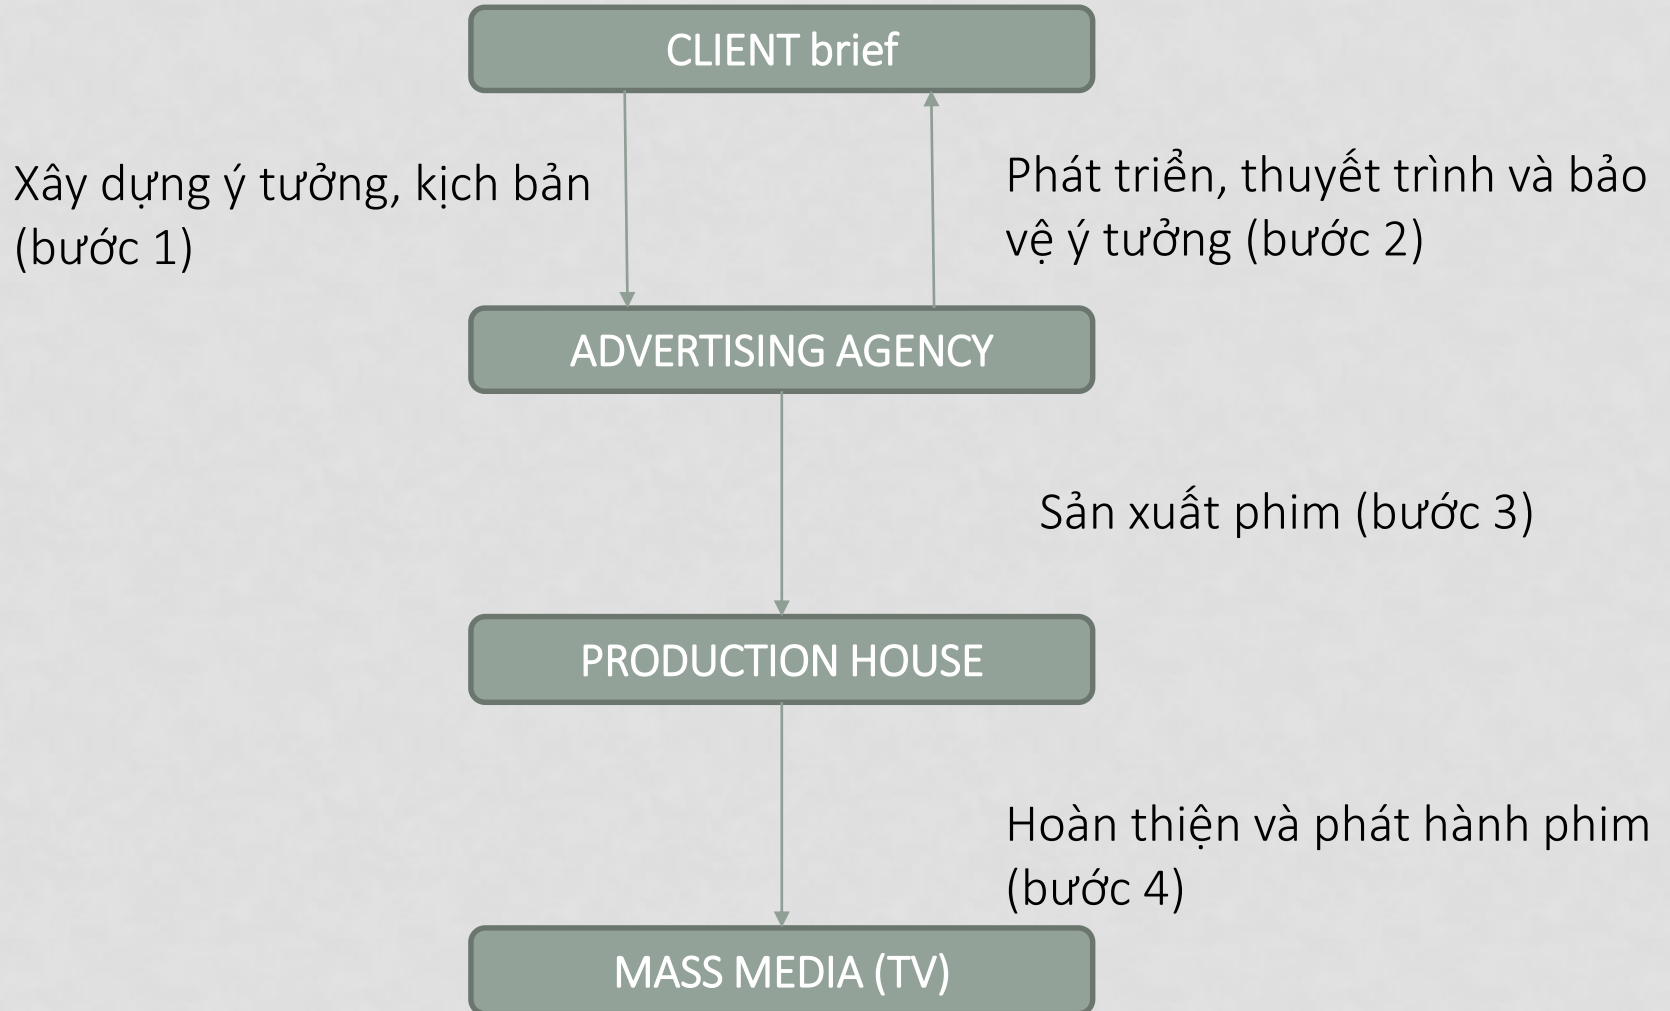 CLIENT brief
Xây dựng ý tưởng, kịch bản
(bước 1)
Phát triển, thuyết trình và bảo
vệ ý tưởng (bước 2)
ADVERTISING AGENCY
Sản xuất phim (bước 3)
PRODUCTION HOUSE
Hoàn thiện và phát hành phim
(bước 4)
MASS MEDIA (TV)